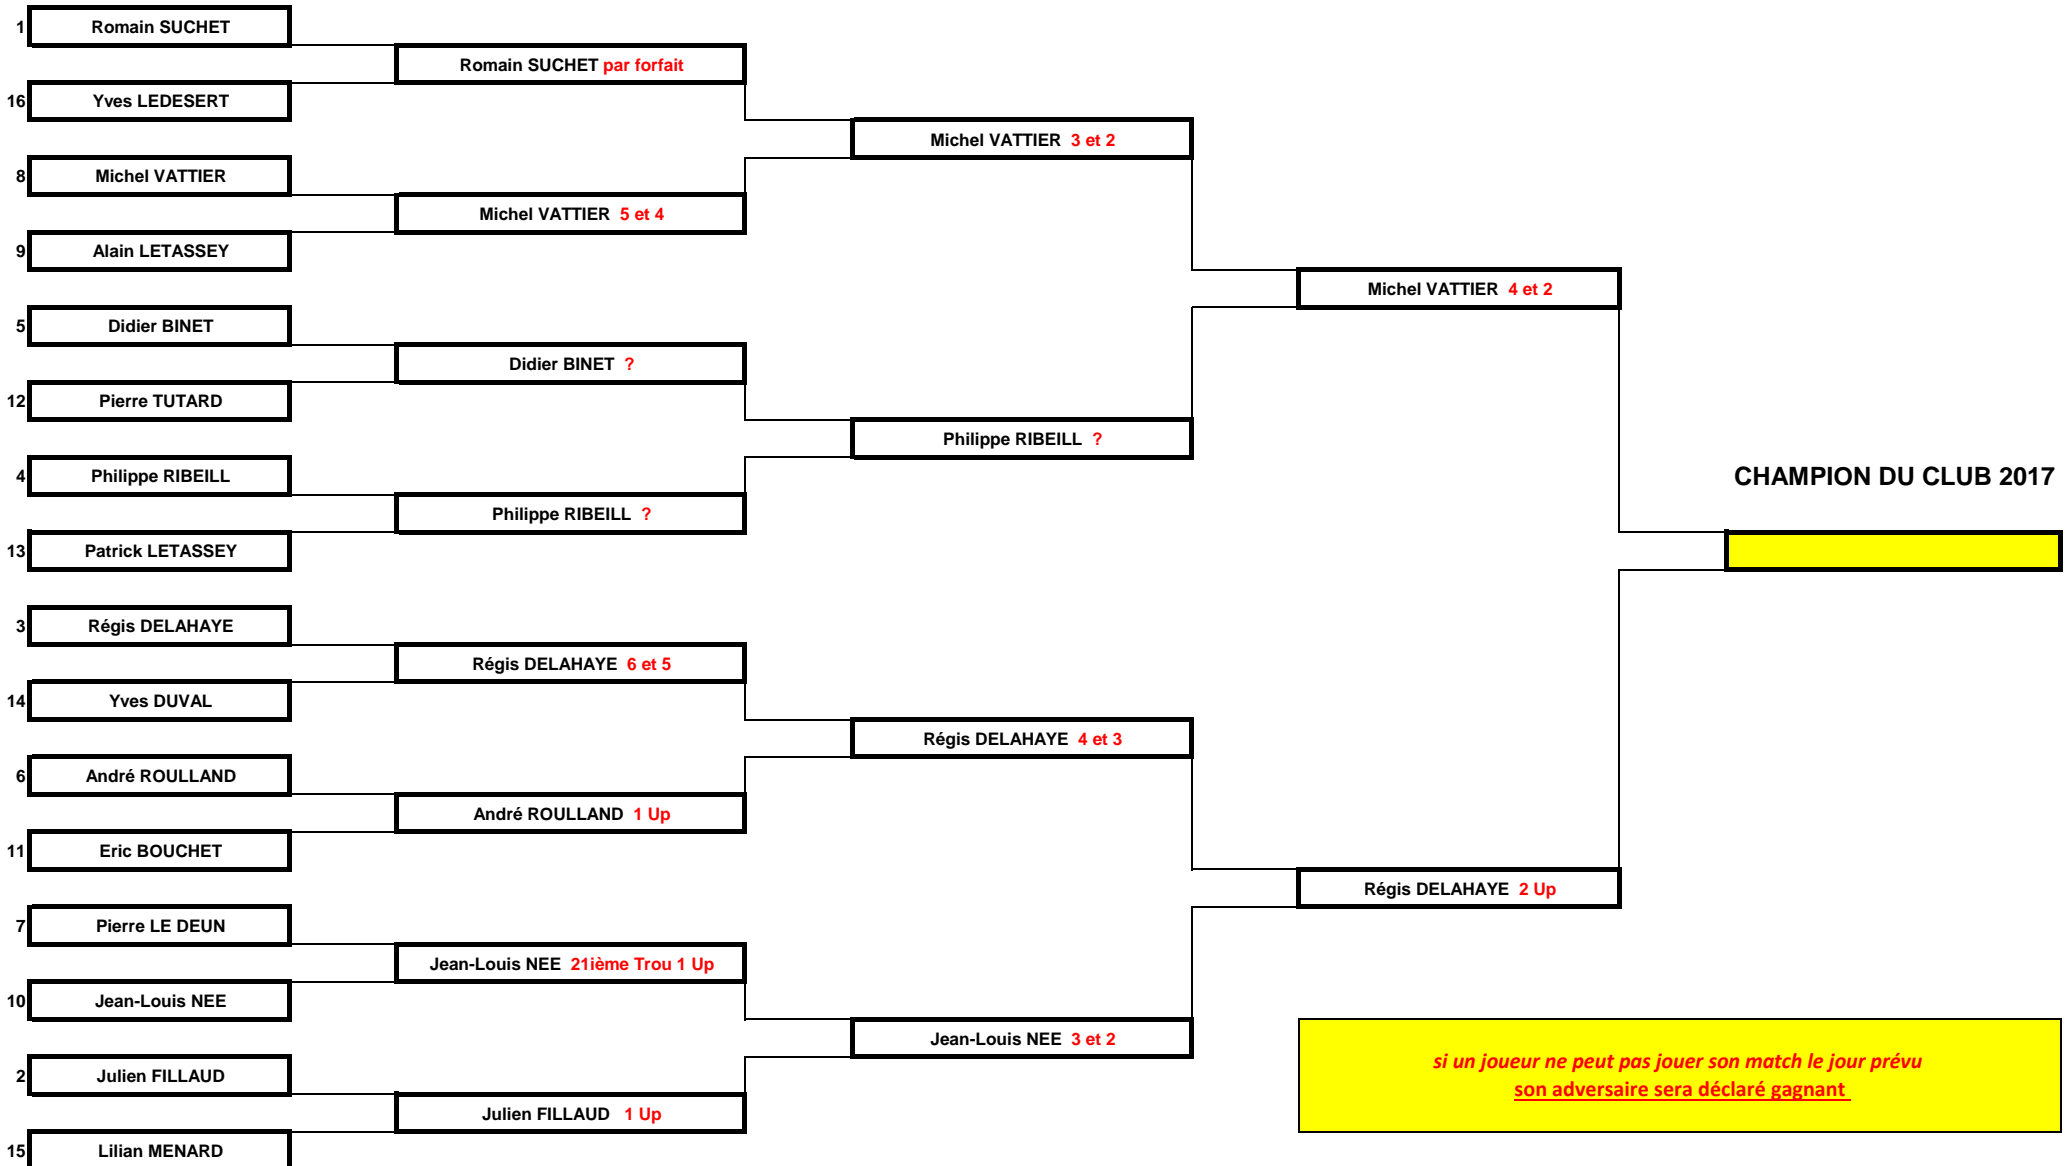 1 Romain SUCHET
Romain SUCHET par forfait
16 Yves LEDESERT
Michel VATTIER 3 et 2
8 Michel VATTIER
Michel VATTIER 5 et 4
9 Alain LETASSEY
Michel VATTIER 4 et 2
5 Didier BINET
Didier BINET ?
12 Pierre TUTARD
Philippe RIBEILL ?
4 Philippe RIBEILL
CHAMPION DU CLUB 2017
Philippe RIBEILL ?
13 Patrick LETASSEY
3 Régis DELAHAYE
Régis DELAHAYE 6 et 5
14 Yves DUVAL
Régis DELAHAYE 4 et 3
6 André ROULLAND
André ROULLAND 1 Up
11 Eric BOUCHET
Régis DELAHAYE 2 Up
7 Pierre LE DEUN
Jean-Louis NEE 21ième Trou 1 Up
10 Jean-Louis NEE
Jean-Louis NEE 3 et 2
si un joueur ne peut pas jouer son match le jour prévu
son adversaire sera déclaré gagnant
2 Julien FILLAUD
Julien FILLAUD 1 Up
15 Lilian MENARD